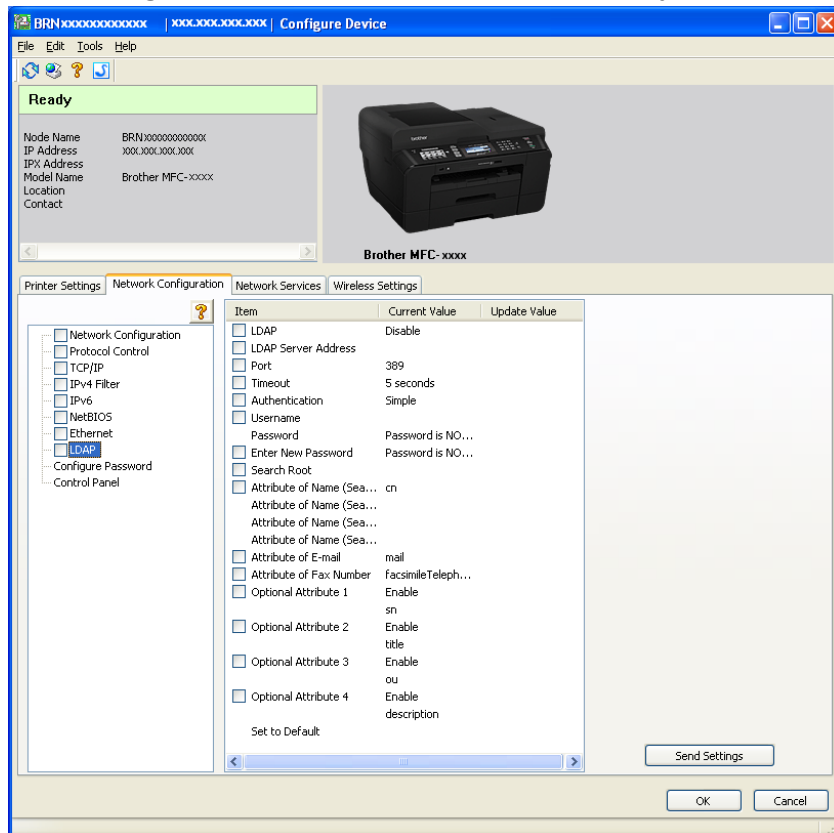 BRNxxxxxxxxxxxx | xxx.xxx.xxx.xxx | Configure Device
File Edit Tools Help
Ready
Node Name BRNxxxxxxxxxxxx
IP Address xxx.xxx.xxx.xxx
IPX Address
Model Name Brother MFC-xxxx
Location
Contact
brother
Brother MFC-xxxx
Printer Settings Network Configuration Network Services Wireless Settings
Network Configuration
Protocol Control
TCP/IP
IPv4 Filter
IPv6
NetBIOS
Ethernet
LDAP
Configure Password
Control Panel
Item Current Value Update Value
LDAP Disable
LDAP Server Address
Port 389
Timeout 5 seconds
Authentication Simple
Username
Password Password is NO...
Enter New Password Password is NO...
Search Root
Attribute of Name (Sea... cn
Attribute of Name (Sea...
Attribute of Name (Sea...
Attribute of Name (Sea...
Attribute of E-mail mail
Attribute of Fax Number facsimileTeleph...
Optional Attribute 1 Enable
sn
Optional Attribute 2 Enable
title
Optional Attribute 3 Enable
ou
Optional Attribute 4 Enable
description
Set to Default
Send Settings
OK Cancel